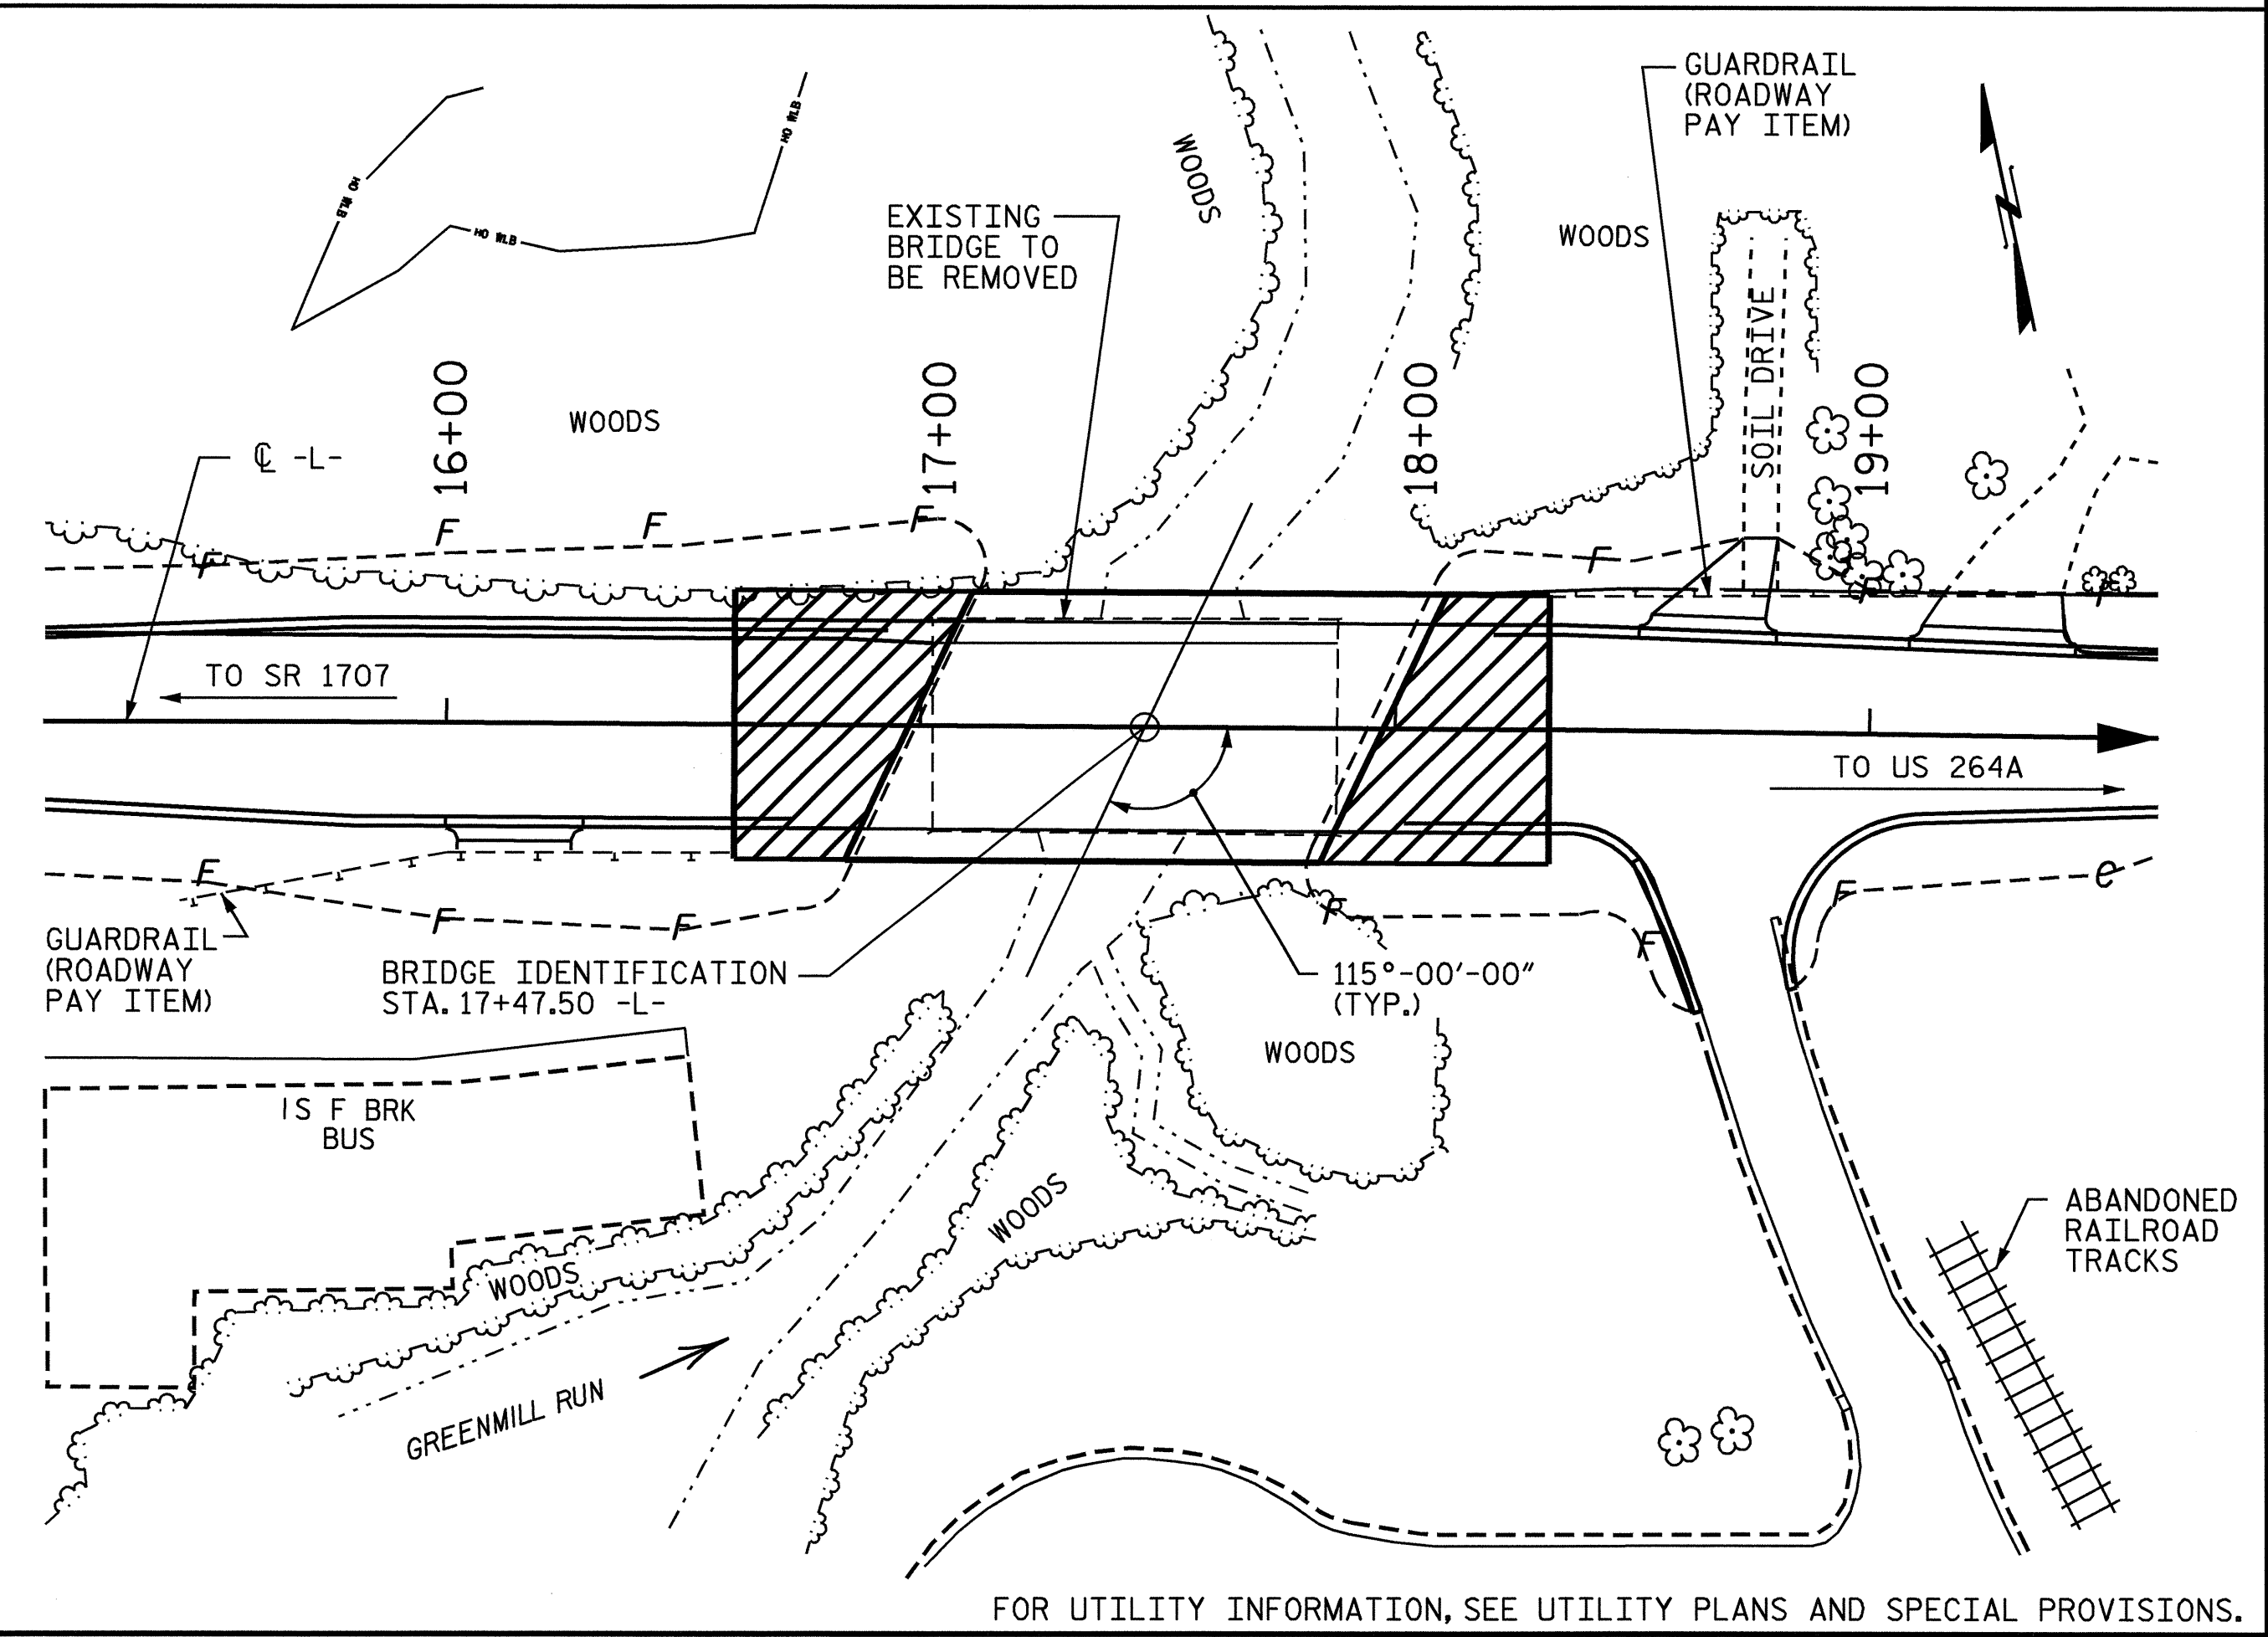 GUARDRAIL
(ROADWAY
PAY ITEM)
HO WLB
HO WLB
HO WLB
WOODS
EXISTING
BRIDGE TO
BE REMOVED
WOODS
SOIL DRIVE
16+00
17+00
18+00
19+00
WOODS
℄ -L-
F
F
F
F
F
F
F
TO SR 1707
TO US 264A
F
F
F
F
F
F
C
GUARDRAIL
(ROADWAY
PAY ITEM)
BRIDGE IDENTIFICATION
STA. 17+47.50 -L-
115°-00'-00"
(TYP.)
WOODS
1S F BRK
BUS
WOODS
WOODS
ABANDONED
RAILROAD
TRACKS
GREENMILL RUN
FOR UTILITY INFORMATION, SEE UTILITY PLANS AND SPECIAL PROVISIONS.